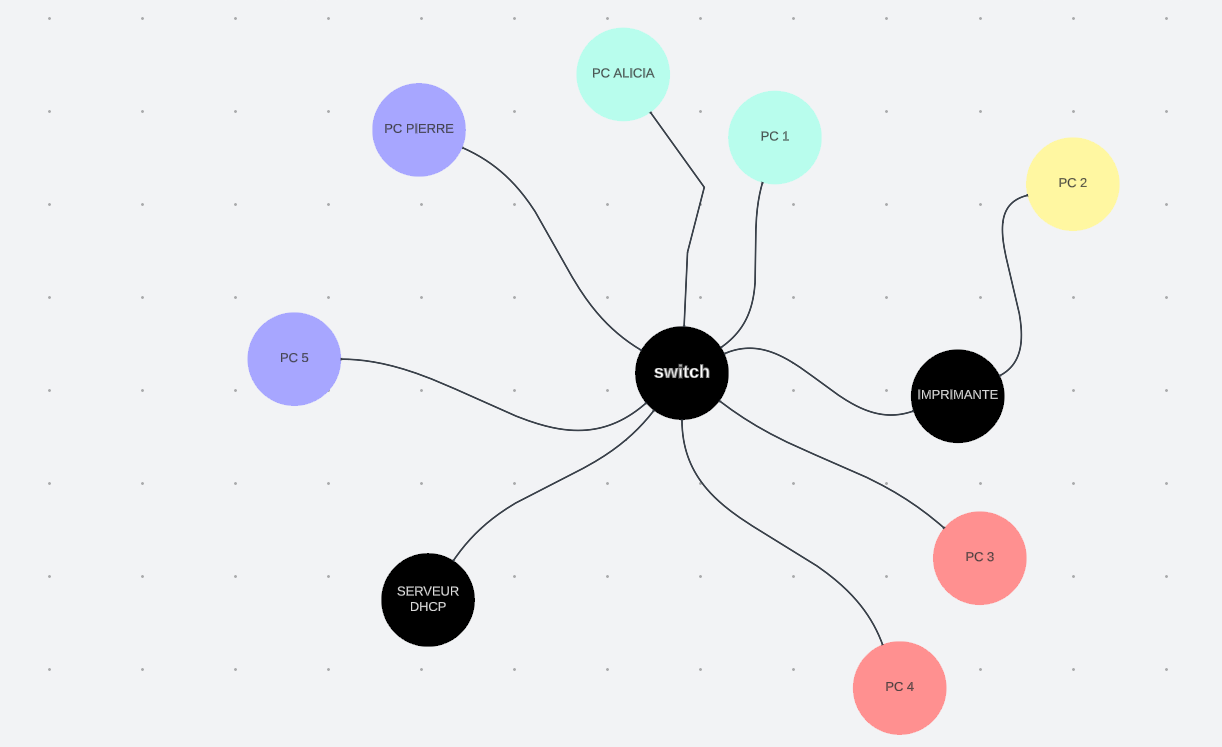 PC ALICIA
PC PIERRE
PC 1
PC 2
PC 5
switch
IMPRIMANTE
PC 3
SERVEUR
DHCP
PC 4